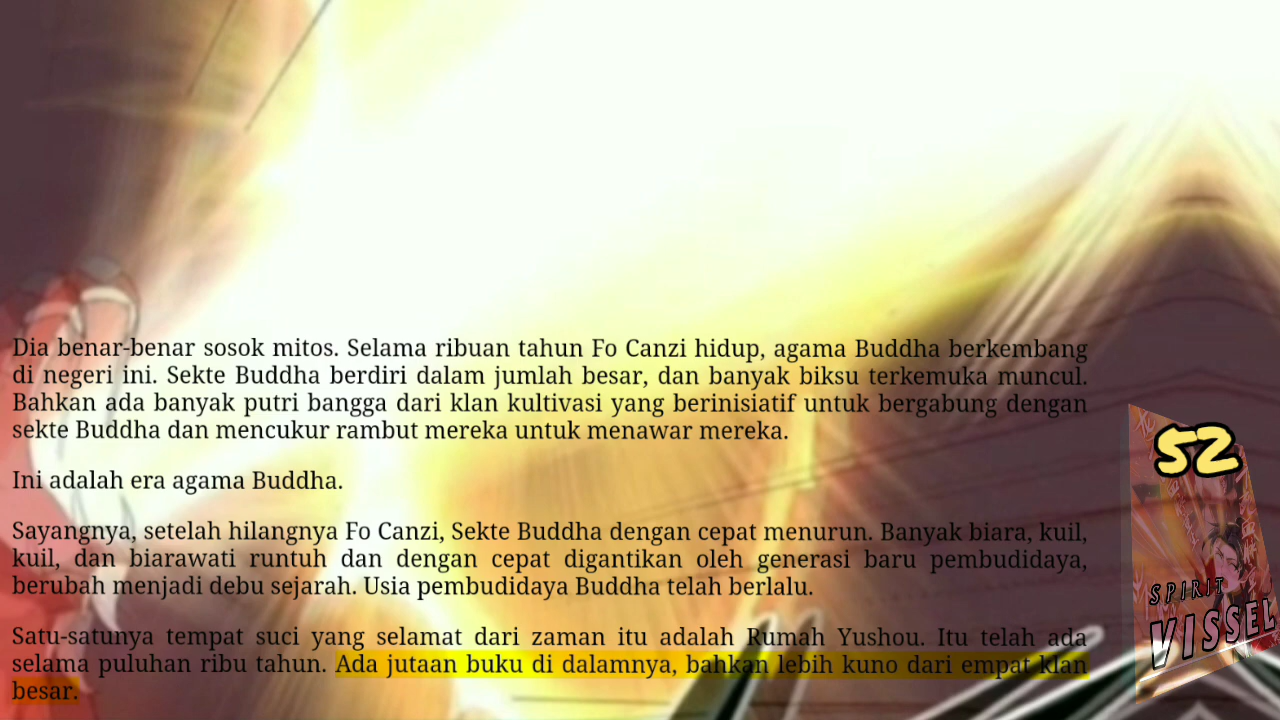 Dia benar-benar sosok mitos. Selama ribuan tahun Fo Canzi hidup, agama Buddha berkembang
di negeri ini. Sekte Buddha berdiri dalam jumlah besar, dan banyak biksu terkemuka muncul.
Bahkan ada banyak putri bangga dari klan kultivasi yang berinisiatif untuk bergabung dengan
sekte Buddha dan mencukur rambut mereka untuk menawar mereka.
Ini adalah era agama Buddha.
Sayangnya, setelah hilangnya Fo Canzi, Sekte Buddha dengan cepat menurun. Banyak biara, kuil,
kuil, dan biarawati runtuh dan dengan cepat digantikan oleh generasi baru pembudidaya,
berubah menjadi debu sejarah. Usia pembudidaya Buddha telah berlalu.
Satu-satunya tempat suci yang selamat dari zaman itu adalah Rumah Yushou. Itu telah ada
selama puluhan ribu tahun. Ada jutaan buku di dalamnya, bahkan lebih kuno dari empat klan
besar.
52
SPIRIT
VISSEL